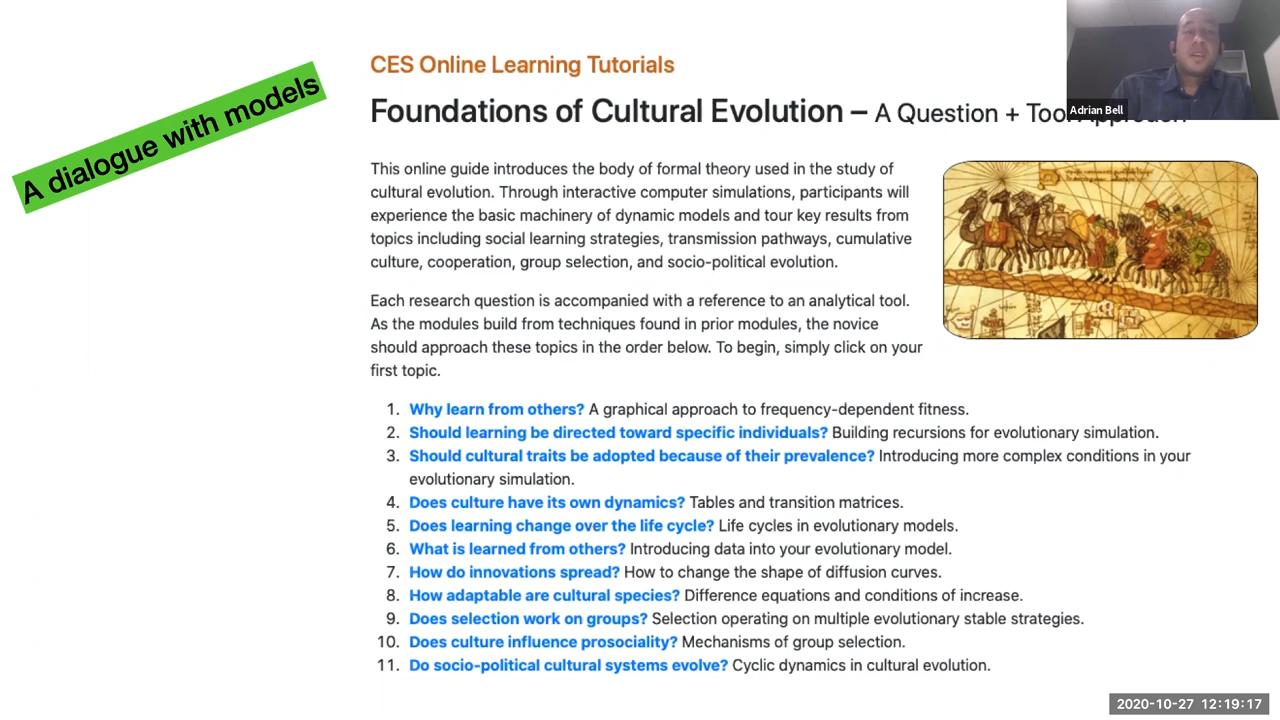 A dialogue with models
CES Online Learning Tutorials
Foundations of Cultural Evolution – A Question + Tool Approach
Adrian Bell
This online guide introduces the body of formal theory used in the study of
cultural evolution. Through interactive computer simulations, participants will
experience the basic machinery of dynamic models and tour key results from
topics including social learning strategies, transmission pathways, cumulative
culture, cooperation, group selection, and socio-political evolution.
Each research question is accompanied with a reference to an analytical tool.
As the modules build from techniques found in prior modules, the novice
should approach these topics in the order below. To begin, simply click on your
first topic.
1. Why learn from others? A graphical approach to frequency-dependent fitness.
2. Should learning be directed toward specific individuals? Building recursions for evolutionary simulation.
3. Should cultural traits be adopted because of their prevalence? Introducing more complex conditions in your
evolutionary simulation.
4. Does culture have its own dynamics? Tables and transition matrices.
5. Does learning change over the life cycle? Life cycles in evolutionary models.
6. What is learned from others? Introducing data into your evolutionary model.
7. How do innovations spread? How to change the shape of diffusion curves.
8. How adaptable are cultural species? Difference equations and conditions of increase.
9. Does selection work on groups? Selection operating on multiple evolutionary stable strategies.
10. Does culture influence prosociality? Mechanisms of group selection.
11. Do socio-political cultural systems evolve? Cyclic dynamics in cultural evolution.
2020-10-27 12:19:17